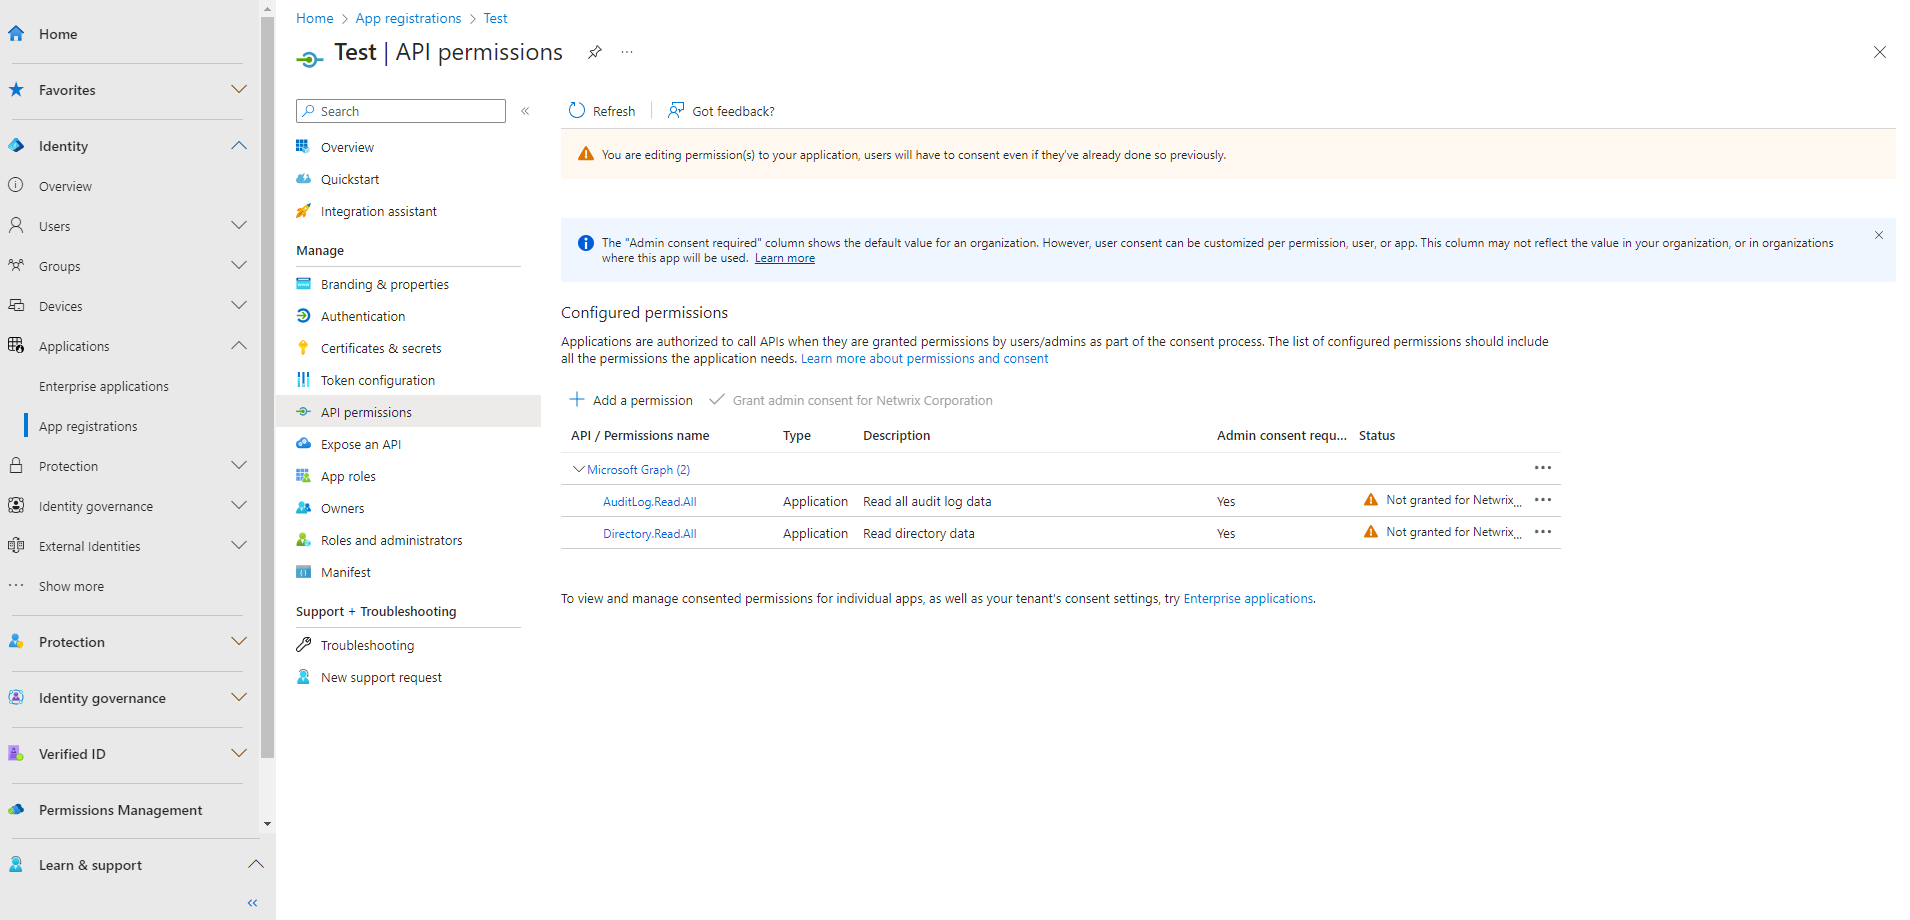 Home
Favorites
Identity
Overview
Users
Groups
Devices
Applications
Enterprise applications
App registrations
Protection
Identity governance
External Identities
Show more
Protection
Identity governance
Verified ID
Permissions Management
Learn & support
Home > App registrations > Test
Test | API permissions
Search
Overview
Quickstart
Integration assistant
Manage
Branding & properties
Authentication
Certificates & secrets
Token configuration
API permissions
Expose an API
App roles
Owners
Roles and administrators
Manifest
Support + Troubleshooting
Troubleshooting
New support request
Refresh | Got feedback?
You are editing permission(s) to your application, users will have to consent even if they've already done so previously.
The "Admin consent required" column shows the default value for an organization. However, user consent can be customized per permission, user, or app. This column may not reflect the value in your organization, or in organizations
where this app will be used. Learn more
Configured permissions
Applications are authorized to call APIs when they are granted permissions by users/admins as part of the consent process. The list of configured permissions should include
all the permissions the application needs. Learn more about permissions and consent
Add a permission Grant admin consent for Netwrix Corporation
API / Permissions name Type Description Admin consent requ... Status
Microsoft Graph (2)
AuditLog.Read.All Application Read all audit log data Yes Not granted for Netwrix...
Directory.Read.All Application Read directory data Yes Not granted for Netwrix...
To view and manage consented permissions for individual apps, as well as your tenant's consent settings, try Enterprise applications.